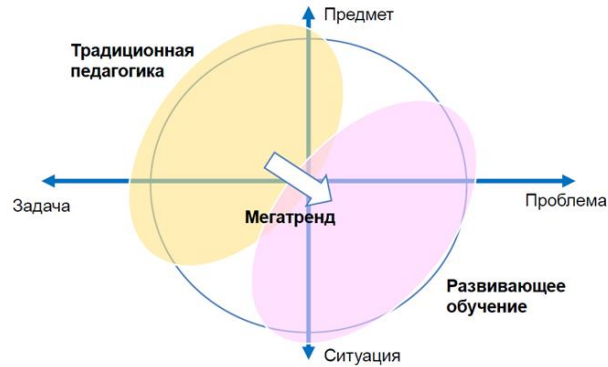 Предмет
Традиционная
педагогика
Задача
Мегатренд
Проблема
Развивающее
обучение
Ситуация